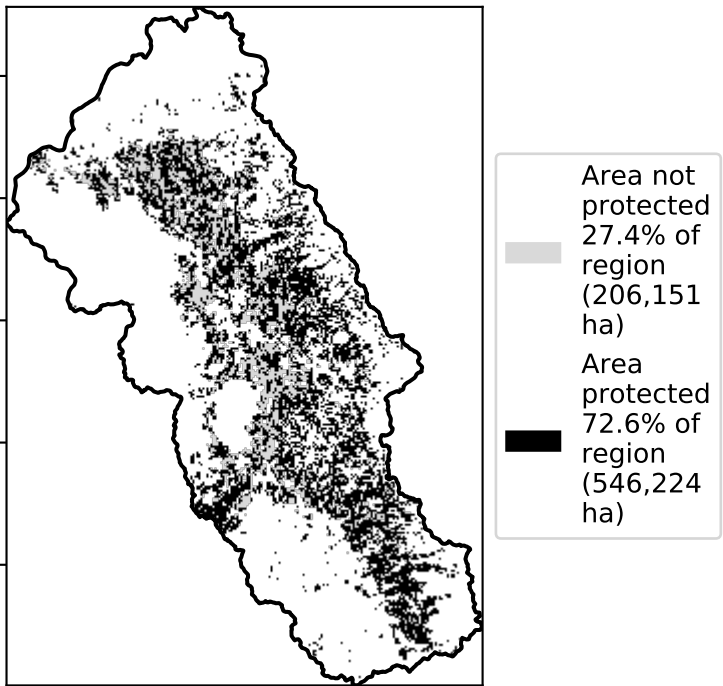 Area not
protected
27.4% of
region
(206,151
ha)
Area
protected
72.6% of
region
(546,224
ha)